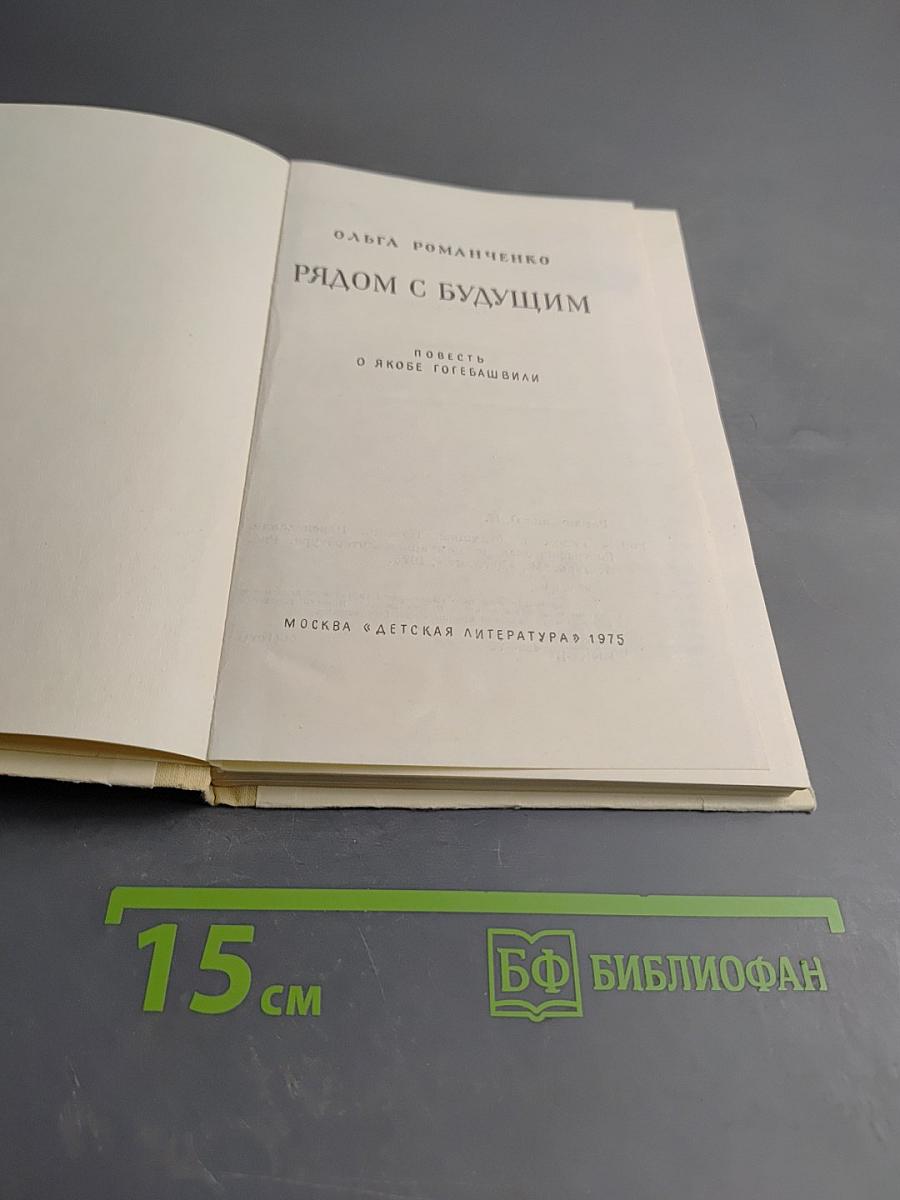 ОЛЬГА РОМАНЧЕНКО
РЯДОМ С БУДУЩИМ
ПОВЕСТЬ
О ЯКОБЕ ГОГЕБАШВИЛИ
МОСКВА «ДЕТСКАЯ ЛИТЕРАТУРА» 1975
15 см
БФ БИБЛИОФАН